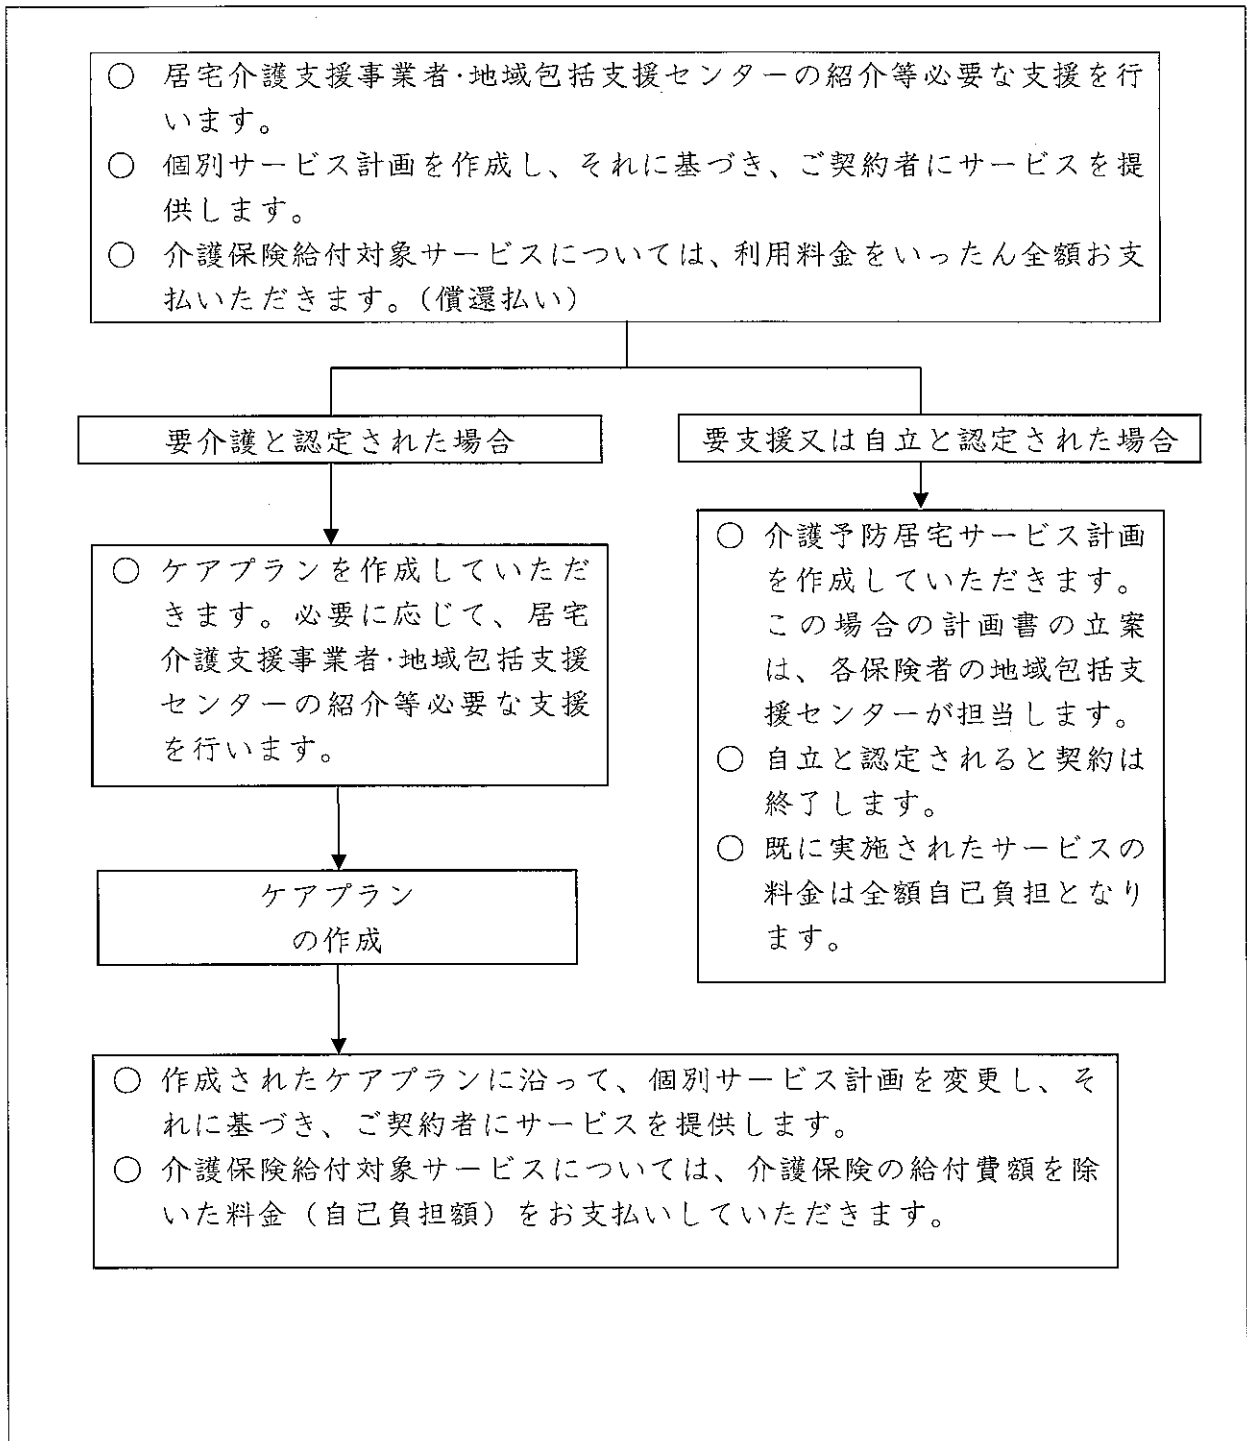 ○ 居宅介護支援事業者・地域包括支援センターの紹介等必要な支援を行
います。
○ 個別サービス計画を作成し、それに基づき、ご契約者にサービスを提
供します。
○ 介護保険給付対象サービスについては、利用料金をいったん全額お支
払いただきます。(償還払い)
要介護と認定された場合
要支援又は自立と認定された場合
○ ケアプランを作成していただ
きます。必要に応じて、居宅
介護支援事業者・地域包括支援
センターの紹介等必要な支援
を行います。
ケアプラン
の作成
○ 介護予防居宅サービス計画
を作成していただきます。
この場合の計画書の立案
は、各保険者の地域包括支
援センターが担当します。
○ 自立と認定されると契約は
終了します。
○ 既に実施されたサービスの
料金は全額自己負担となり
ます。
○ 作成されたケアプランに沿って、個別サービス計画を変更し、そ
れに基づき、ご契約者にサービスを提供します。
○ 介護保険給付対象サービスについては、介護保険の給付費額を除
いた料金（自己負担額）をお支払いしていただきます。